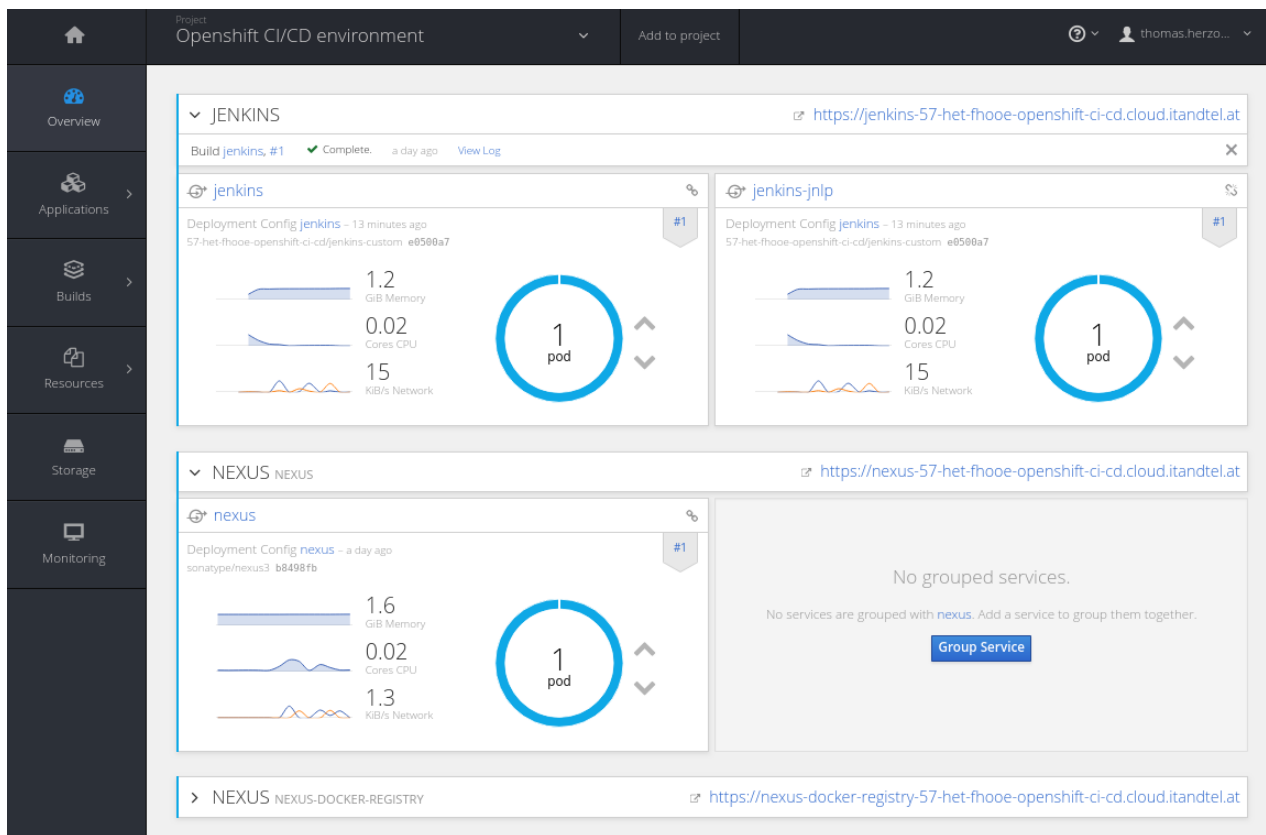 Project
Openshift CI/CD environment
Add to project
?
thomas.herzo...
Overview
Applications
Builds
Resources
Storage
Monitoring
JENKINS https://jenkins-57-het-fhooe-openshift-ci-cd.cloud.itandtel.at
Build jenkins, #1 Complete. a day ago View Log
jenkins
#1
Deployment Config jenkins – 13 minutes ago
57-het-fhooe-openshift-ci-cd/jenkins-custom e0500a7
1.2
GiB Memory
0.02
Cores CPU
15
KiB/s Network
1
pod
jenkins-jnlp
#1
Deployment Config jenkins – 13 minutes ago
57-het-fhooe-openshift-ci-cd/jenkins-custom e0500a7
1.2
GiB Memory
0.02
Cores CPU
15
KiB/s Network
1
pod
NEXUS NEXUS https://nexus-57-het-fhooe-openshift-ci-cd.cloud.itandtel.at
nexus
#1
Deployment Config nexus – a day ago
sonatype/nexus3 b8498fb
1.6
GiB Memory
0.02
Cores CPU
1.3
KiB/s Network
1
pod
No grouped services.
No services are grouped with nexus. Add a service to group them together.
Group Service
NEXUS NEXUS-DOCKER-REGISTRY https://nexus-docker-registry-57-het-fhooe-openshift-ci-cd.cloud.itandtel.at